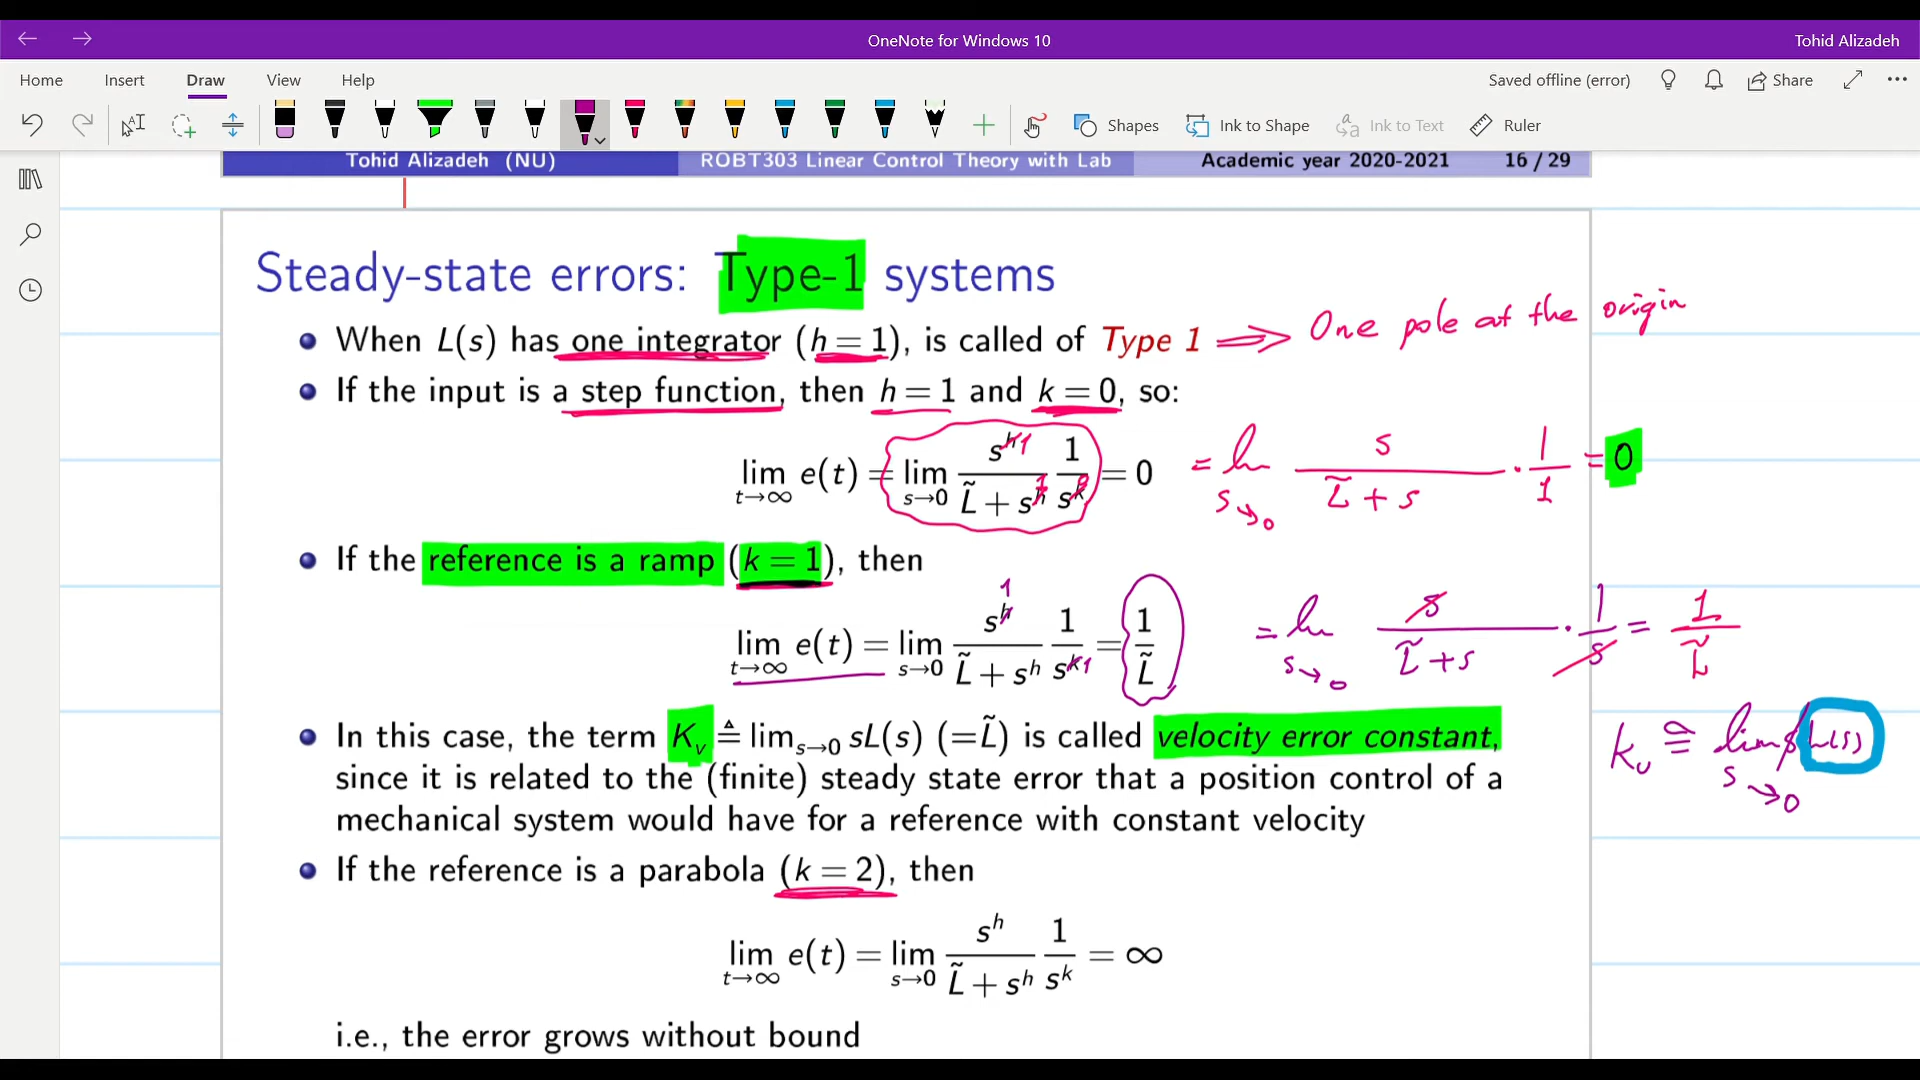 OneNote for Windows 10
Tohid Alizadeh
Home Insert Draw View Help
Saved offline (error) Share
Shapes Ink to Shape Ink to Text Ruler
Tohid Alizadeh (NU) ROBT303 Linear Control Theory with Lab Academic year 2020-2021 16 / 29
Steady-state errors: Type-1 systems
When L(s) has one integrator (h = 1), is called of Type 1 ⟹ One pole at the origin
If the input is a step function, then h = 1 and k = 0, so:
lim t→∞ e(t) = lim s→0 s^h 1 / (L̃ + s^h 1) 1 / s^k 0 = 0 = lim s→0 s / (L̃ + s) · 1/1 = 0
If the reference is a ramp (k = 1), then
lim t→∞ e(t) = lim s→0 s^h 1 / (L̃ + s^h) 1 / s^k 1 = 1 / L̃ = lim s→0 s / (L̃ + s) · 1/s = 1 / L̃
In this case, the term K_v ≜ lim s→0 sL(s) (= L̃) is called velocity error constant, K_v ≅ lim s→0 s L(s)
since it is related to the (finite) steady state error that a position control of a
mechanical system would have for a reference with constant velocity
If the reference is a parabola (k = 2), then
lim t→∞ e(t) = lim s→0 s^h / (L̃ + s^h) 1 / s^k = ∞
i.e., the error grows without bound